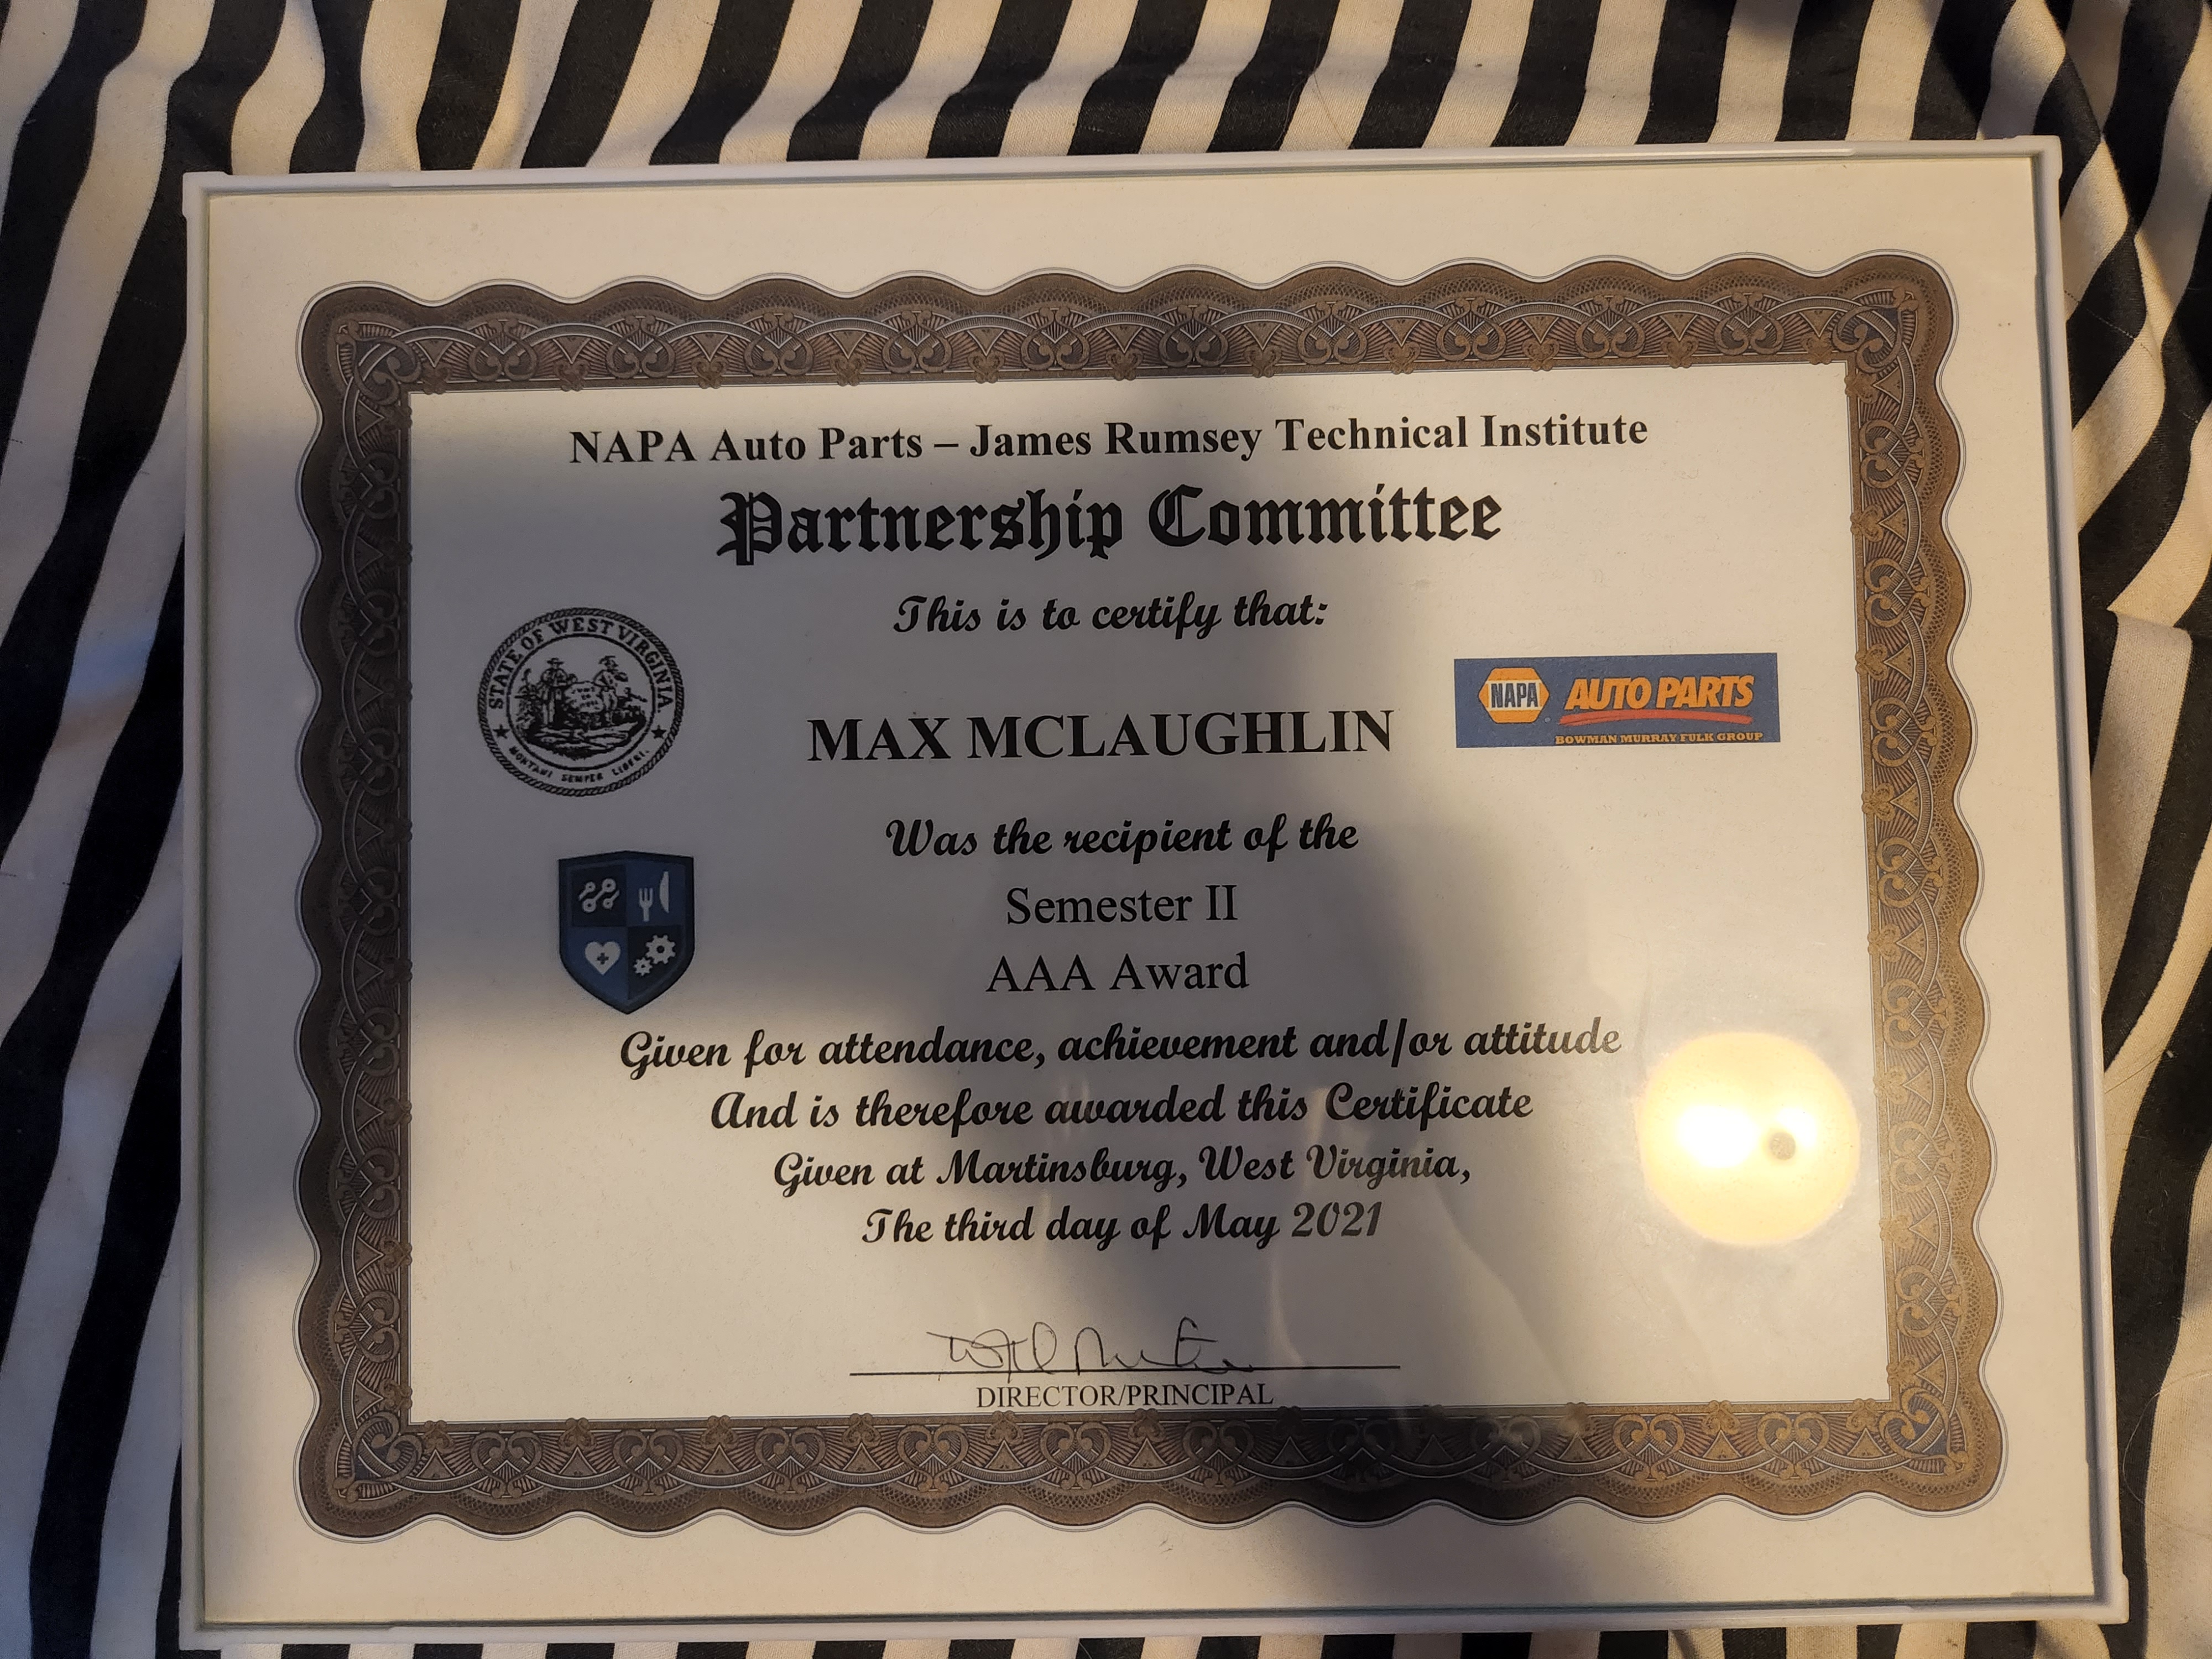 NAPA Auto Parts – James Rumsey Technical Institute
Partnership Committee
This is to certify that:
STATE OF WEST VIRGINIA
MONTANI SEMPER LIBERI.
NAPA AUTO PARTS
BOWMAN MURRAY FULK GROUP
MAX MCLAUGHLIN
Was the recipient of the
Semester II
AAA Award
Given for attendance, achievement and/or attitude
And is therefore awarded this Certificate
Given at Martinsburg, West Virginia,
The third day of May 2021
DIRECTOR/PRINCIPAL